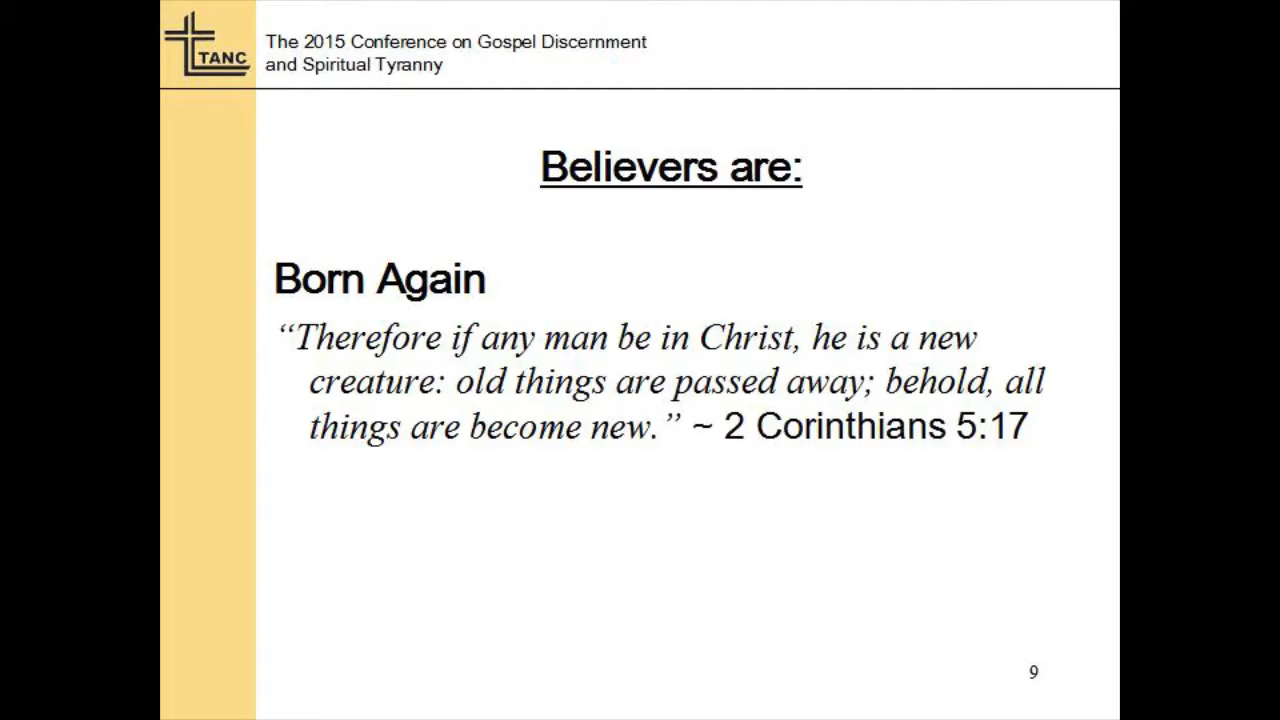 TANC
The 2015 Conference on Gospel Discernment
and Spiritual Tyranny
Believers are:
Born Again
“Therefore if any man be in Christ, he is a new
creature: old things are passed away; behold, all
things are become new.” ~ 2 Corinthians 5:17
9